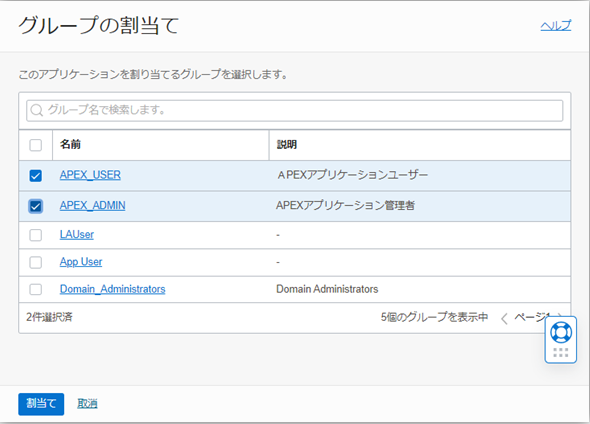 グループの割当て
ヘルプ
このアプリケーションを割り当てるグループを選択します。
グループ名で検索します。
名前 説明
APEX_USER ＡPEXアプリケーションユーザー
APEX_ADMIN APEXアプリケーション管理者
LAUser -
App User -
Domain_Administrators Domain Administrators
2件選択済 5個のグループを表示中 ページ
割当て 取消